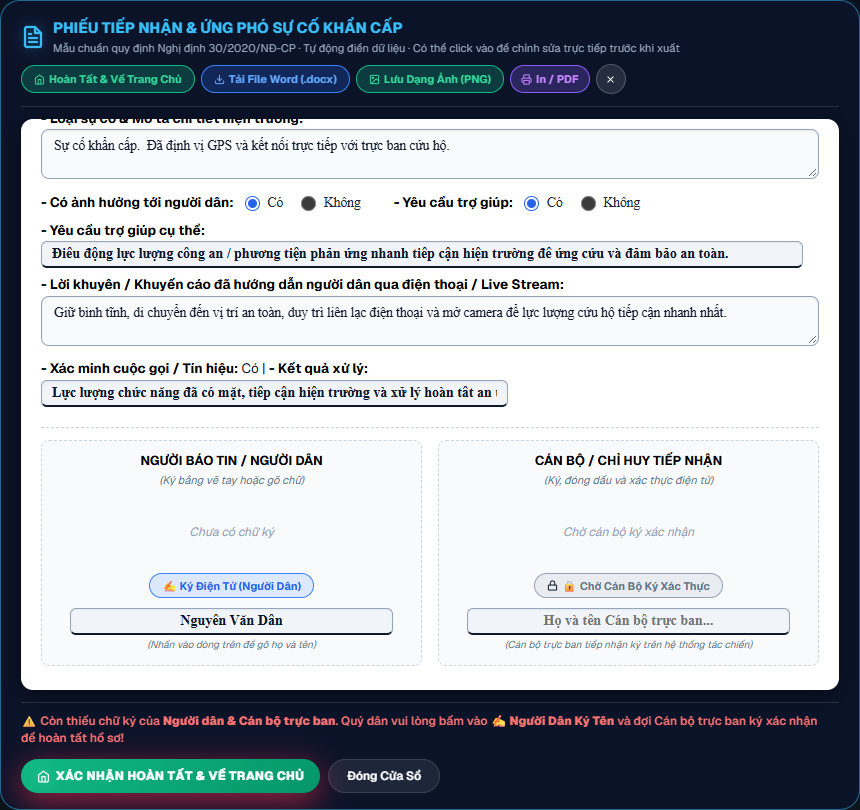 PHIẾU TIẾP NHẬN & ỨNG PHÓ SỰ CỐ KHẨN CẤP
Mẫu chuẩn quy định Nghị định 30/2020/NĐ-CP · Tự động điền dữ liệu · Có thể click vào để chỉnh sửa trực tiếp trước khi xuất
Hoàn Tất & Về Trang Chủ
Tải File Word (.docx)
Lưu Dạng Ảnh (PNG)
In / PDF
×
- Loại sự cố & Mô tả chi tiết hiện trường:
Sự cố khẩn cấp.  Đã định vị GPS và kết nối trực tiếp với trực ban cứu hộ.
- Có ảnh hưởng tới người dân: Có Không - Yêu cầu trợ giúp: Có Không
- Yêu cầu trợ giúp cụ thể:
Điều động lực lượng công an / phương tiện phản ứng nhanh tiếp cận hiện trường để ứng cứu và đảm bảo an toàn.
- Lời khuyên / Khuyến cáo đã hướng dẫn người dân qua điện thoại / Live Stream:
Giữ bình tĩnh, di chuyển đến vị trí an toàn, duy trì liên lạc điện thoại và mở camera để lực lượng cứu hộ tiếp cận nhanh nhất.
- Xác minh cuộc gọi / Tín hiệu: Có | - Kết quả xử lý:
Lực lượng chức năng đã có mặt, tiếp cận hiện trường và xử lý hoàn tất an
NGƯỜI BÁO TIN / NGƯỜI DÂN
(Ký bằng vẽ tay hoặc gõ chữ)
Chưa có chữ ký
✍️ Ký Điện Tử (Người Dân)
Nguyễn Văn Dân
(Nhấn vào dòng trên để gõ họ và tên)
CÁN BỘ / CHỈ HUY TIẾP NHẬN
(Ký, đóng dấu và xác thực điện tử)
Chờ cán bộ ký xác nhận
🔒 Chờ Cán Bộ Ký Xác Thực
Họ và tên Cán bộ trực ban...
(Cán bộ trực ban tiếp nhận ký trên hệ thống tác chiến)
⚠️ Còn thiếu chữ ký của Người dân & Cán bộ trực ban. Quý dân vui lòng bấm vào ✍️ Người Dân Ký Tên và đợi Cán bộ trực ban ký xác nhận
để hoàn tất hồ sơ!
XÁC NHẬN HOÀN TẤT & VỀ TRANG CHỦ
Đóng Cửa Sổ